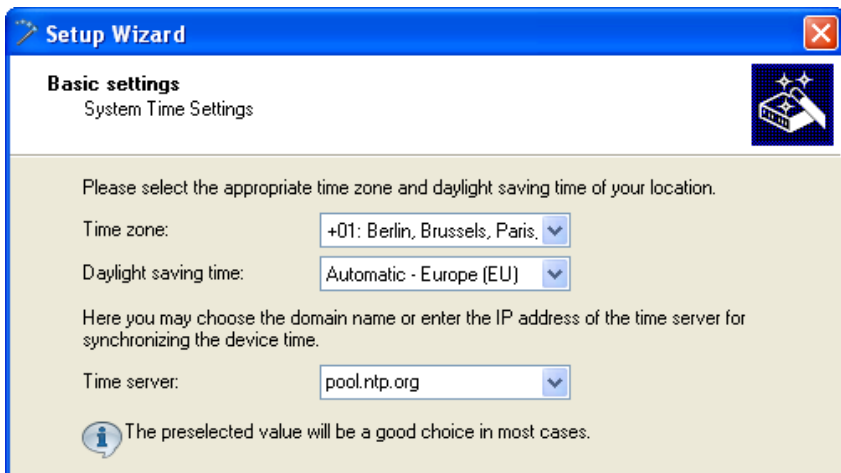 Setup Wizard
Basic settings
System Time Settings
Please select the appropriate time zone and daylight saving time of your location.
Time zone: +01: Berlin, Brussels, Paris,
Daylight saving time: Automatic - Europe (EU)
Here you may choose the domain name or enter the IP address of the time server for
synchronizing the device time.
Time server: pool.ntp.org
The preselected value will be a good choice in most cases.